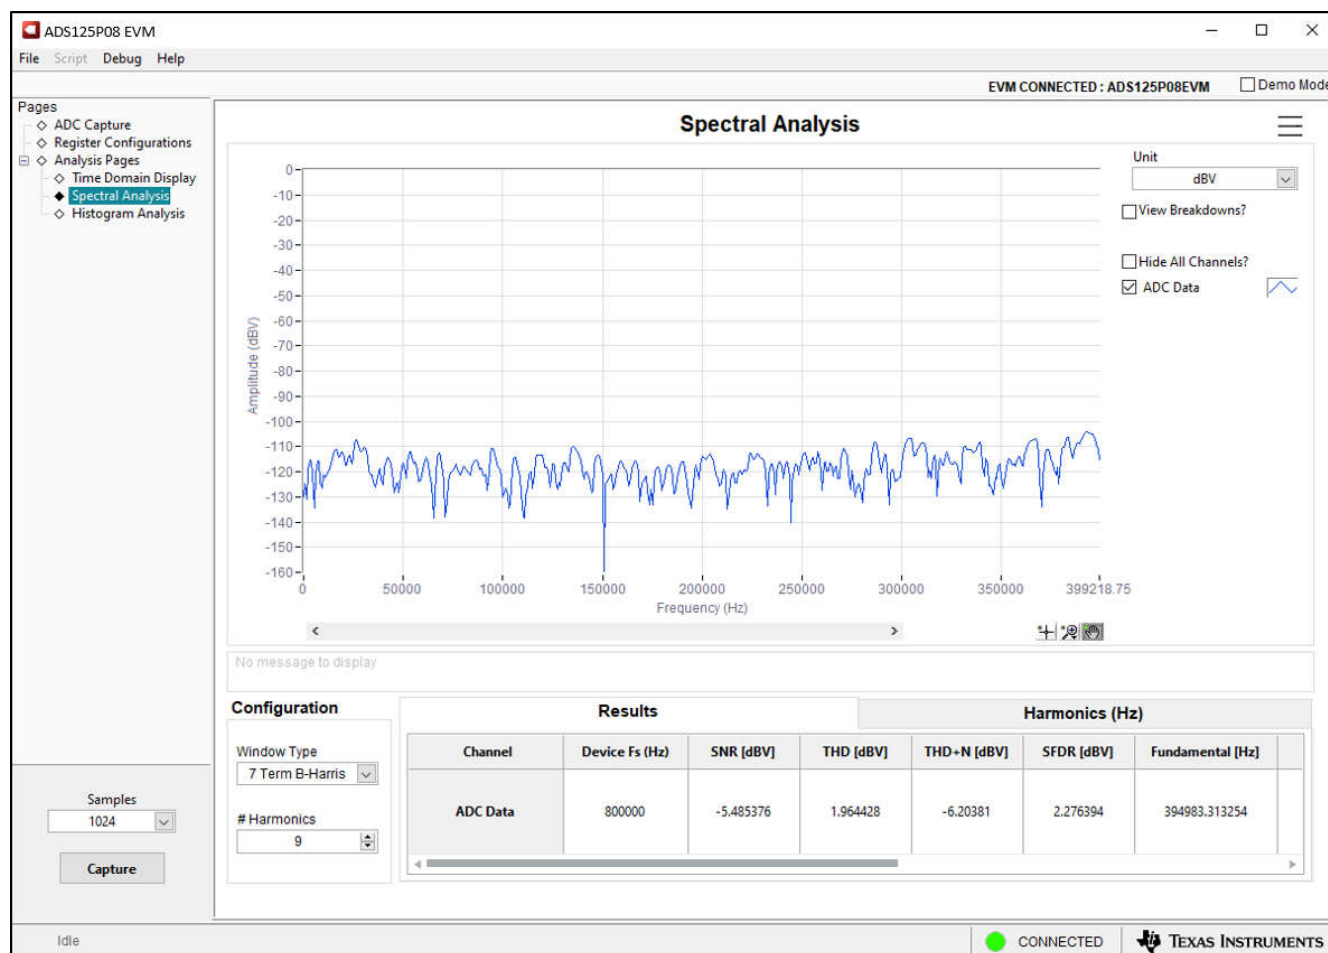 ADS125P08 EVM
File Script Debug Help
EVM CONNECTED : ADS125P08EVM Demo Mode
Pages
ADC Capture
Register Configurations
Analysis Pages
Time Domain Display
Spectral Analysis
Histogram Analysis
Samples
1024
Capture
Spectral Analysis
Unit
dBV
View Breakdowns?
Hide All Channels?
ADC Data
Amplitude (dBV)
0
-10
-20
-30
-40
-50
-60
-70
-80
-90
-100
-110
-120
-130
-140
-150
-160
0 50000 100000 150000 200000 250000 300000 350000 399218.75
Frequency (Hz)
No message to display
Configuration
Window Type
7 Term B-Harris
# Harmonics
9
Results Harmonics (Hz)
Channel Device Fs (Hz) SNR [dBV] THD [dBV] THD+N [dBV] SFDR [dBV] Fundamental [Hz]
ADC Data 800000 -5.485376 1.964428 -6.20381 2.276394 394983.313254
Idle CONNECTED TEXAS INSTRUMENTS